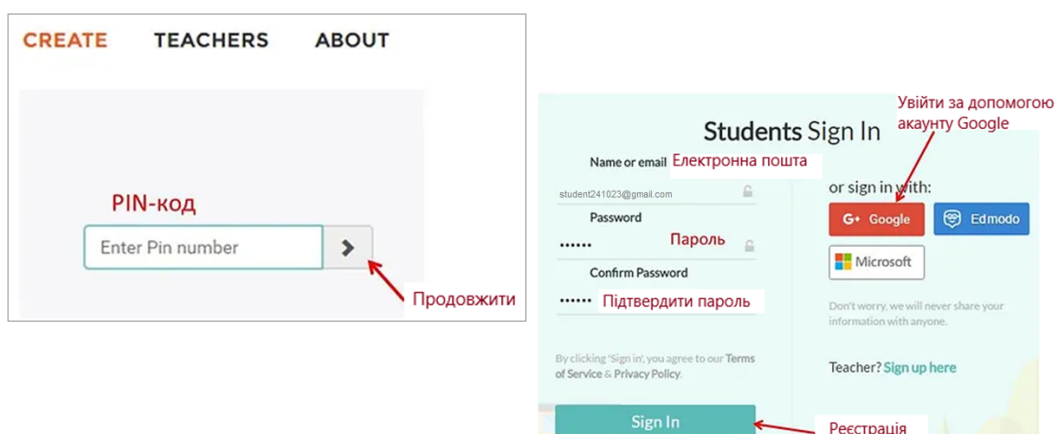 CREATE TEACHERS ABOUT
PIN-код
Enter Pin number
Продовжити
Students Sign In
Name or email Електронна пошта
student241023@gmail.com
Password
•••••• Пароль
Confirm Password
•••••• Підтвердити пароль
By clicking 'Sign in', you agree to our Terms
of Service & Privacy Policy.
Sign In
Реєстрація
Увійти за допомогою
акаунту Google
or sign in with:
G+ Google
Edmodo
Microsoft
Don't worry, we will never share your
information with anyone.
Teacher? Sign up here